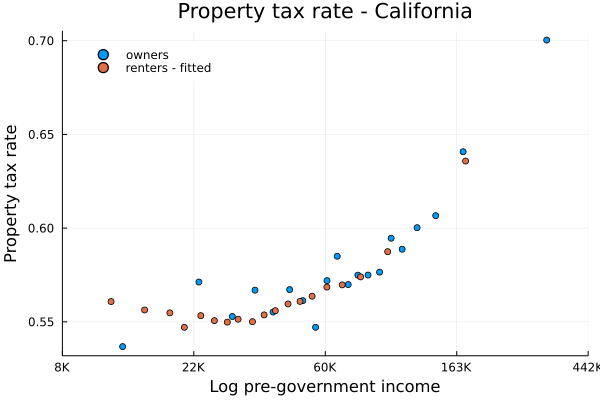 Property tax rate - California
owners
renters - fitted
Property tax rate
0.70
0.65
0.60
0.55
8K 22K 60K 163K 442K
Log pre-government income